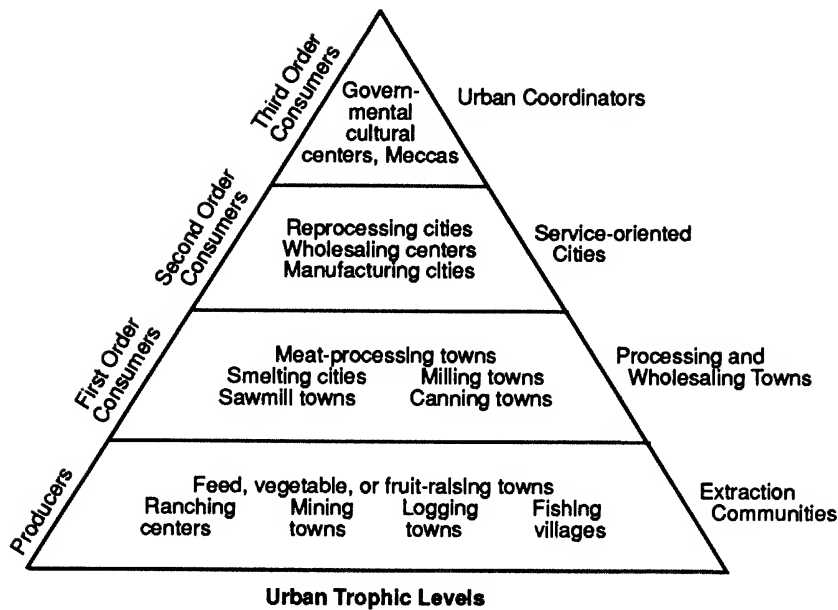 Third Order
Consumers
Govern-
mental
cultural
centers, Meccas
Urban Coordinators
Second Order
Consumers
Reprocessing cities
Wholesaling centers
Manufacturing cities
Service-oriented
Cities
First Order
Consumers
Meat-processing towns
Smelting cities Milling towns
Sawmill towns Canning towns
Processing and
Wholesaling Towns
Producers
Feed, vegetable, or fruit-raising towns
Ranching Mining Logging Fishing
centers towns towns villages
Extraction
Communities
Urban Trophic Levels